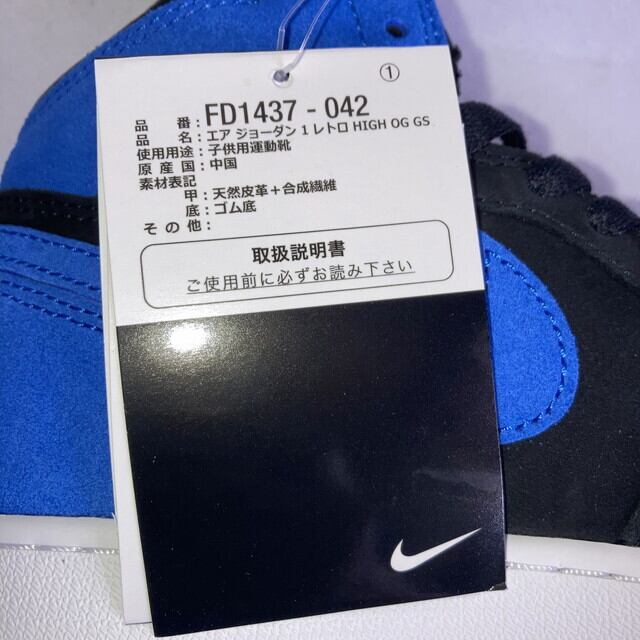 ①
品 番: FD1437 - 042
品 名: エア ジョーダン 1 レトロ HIGH OG GS
使用用途: 子供用運動靴
原 産 国: 中国
素材表記
甲: 天然皮革+合成繊維
底: ゴム底
そ の 他:
取扱説明書
ご使用前に必ずお読み下さい